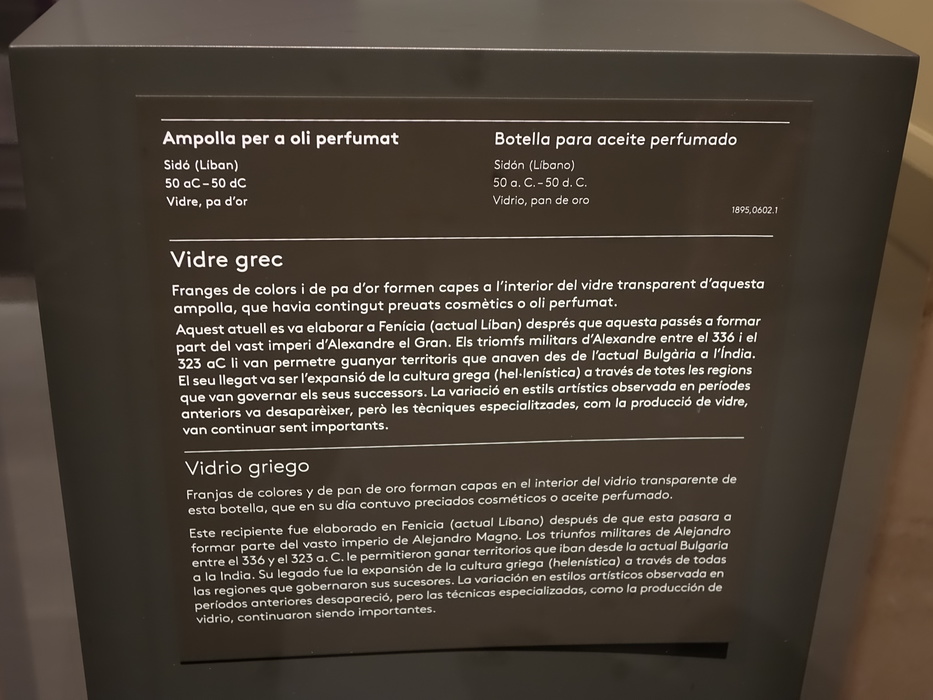 Ampolla per a oli perfumat
Sidó (Líban)
50 aC – 50 dC
Vidre, pa d'or
Botella para aceite perfumado
Sidón (Líbano)
50 a. C. – 50 d. C.
Vidrio, pan de oro
1895,0602.1
Vidre grec
Franges de colors i de pa d'or formen capes a l'interior del vidre transparent d'aquesta
ampolla, que havia contingut preuats cosmètics o oli perfumat.
Aquest atuell es va elaborar a Fenícia (actual Líban) després que aquesta passés a formar
part del vast imperi d'Alexandre el Gran. Els triomfs militars d'Alexandre entre el 336 i el
323 aC li van permetre guanyar territoris que anaven des de l'actual Bulgària a l'Índia.
El seu llegat va ser l'expansió de la cultura grega (hel·lenística) a través de totes les regions
que van governar els seus successors. La variació en estils artístics observada en períodes
anteriors va desaparèixer, però les tècniques especialitzades, com la producció de vidre,
van continuar sent importants.
Vidrio griego
Franjas de colores y de pan de oro forman capas en el interior del vidrio transparente de
esta botella, que en su día contuvo preciados cosméticos o aceite perfumado.
Este recipiente fue elaborado en Fenicia (actual Líbano) después de que esta pasara a
formar parte del vasto imperio de Alejandro Magno. Los triunfos militares de Alejandro
entre el 336 y el 323 a. C. le permitieron ganar territorios que iban desde la actual Bulgaria
a la India. Su legado fue la expansión de la cultura griega (helenística) a través de todas
las regiones que gobernaron sus sucesores. La variación en estilos artísticos observada en
períodos anteriores desapareció, pero las técnicas especializadas, como la producción de
vidrio, continuaron siendo importantes.